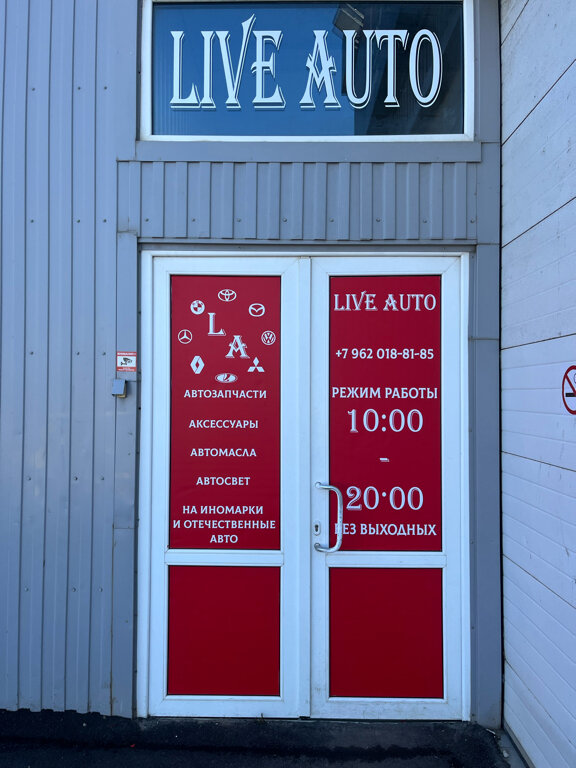 LIVE AUTO
L
A
АВТОЗАПЧАСТИ
АКСЕССУАРЫ
АВТОМАСЛА
АВТОСВЕТ
НА ИНОМАРКИ
И ОТЕЧЕСТВЕННЫЕ
АВТО
LIVE AUTO
+7 962 018-81-85
РЕЖИМ РАБОТЫ
10:00
-
20:00
БЕЗ ВЫХОДНЫХ